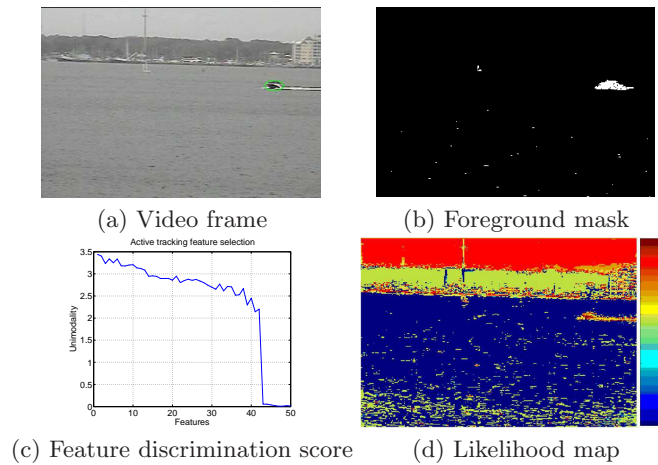 (a) Video frame
(b) Foreground mask
Active tracking feature selection
3.5
3
2.5
2
1.5
1
0.5
0
Unimodality
0 10 20 30 40 50
Features
(c) Feature discrimination score
(d) Likelihood map